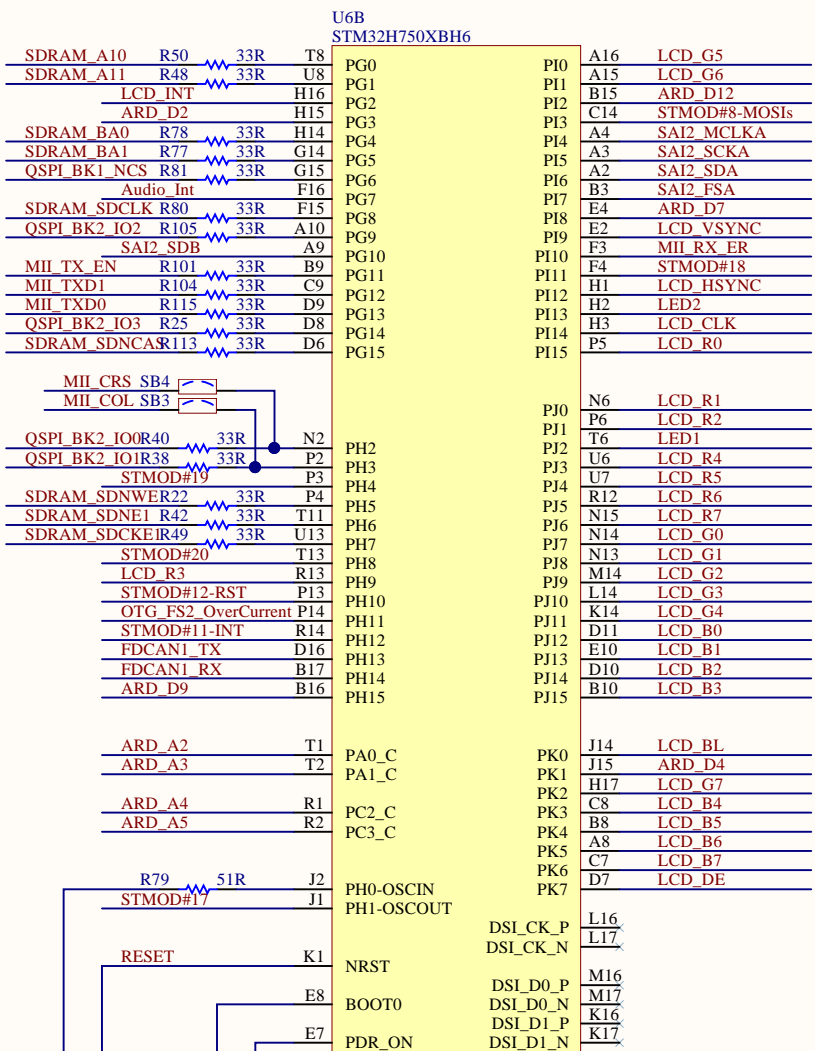 U6B
STM32H750XBH6
SDRAM_A10 R50 33R T8 PG0 PI0 A16 LCD_G5
SDRAM_A11 R48 33R U8 PG1 PI1 A15 LCD_G6
LCD_INT H16 PG2 PI2 B15 ARD_D12
ARD_D2 H15 PG3 PI3 C14 STMOD#8-MOSIs
SDRAM_BA0 R78 33R H14 PG4 PI4 A4 SAI2_MCLKA
SDRAM_BA1 R77 33R G14 PG5 PI5 A3 SAI2_SCKA
QSPI_BK1_NCS R81 33R G15 PG6 PI6 A2 SAI2_SDA
Audio_Int F16 PG7 PI7 B3 SAI2_FSA
SDRAM_SDCLK R80 33R F15 PG8 PI8 E4 ARD_D7
QSPI_BK2_IO2 R105 33R A10 PG9 PI9 E2 LCD_VSYNC
SAI2_SDB A9 PG10 PI10 F3 MII_RX_ER
MII_TX_EN R101 33R B9 PG11 PI11 F4 STMOD#18
MII_TXD1 R104 33R C9 PG12 PI12 H1 LCD_HSYNC
MII_TXD0 R115 33R D9 PG13 PI13 H2 LED2
QSPI_BK2_IO3 R25 33R D8 PG14 PI14 H3 LCD_CLK
SDRAM_SDNCAS R113 33R D6 PG15 PI15 P5 LCD_R0
MII_CRS SB4
MII_COL SB3 PJ0 N6 LCD_R1
PJ1 P6 LCD_R2
QSPI_BK2_IO0 R40 33R N2 PH2 PJ2 T6 LED1
QSPI_BK2_IO1 R38 33R P2 PH3 PJ3 U6 LCD_R4
STMOD#19 P3 PH4 PJ4 U7 LCD_R5
SDRAM_SDNWE R22 33R P4 PH5 PJ5 R12 LCD_R6
SDRAM_SDNE1 R42 33R T11 PH6 PJ6 N15 LCD_R7
SDRAM_SDCKE1 R49 33R U13 PH7 PJ7 N14 LCD_G0
STMOD#20 T13 PH8 PJ8 N13 LCD_G1
LCD_R3 R13 PH9 PJ9 M14 LCD_G2
STMOD#12-RST P13 PH10 PJ10 L14 LCD_G3
OTG_FS2_OverCurrent P14 PH11 PJ11 K14 LCD_G4
STMOD#11-INT R14 PH12 PJ12 D11 LCD_B0
FDCAN1_TX D16 PH13 PJ13 E10 LCD_B1
FDCAN1_RX B17 PH14 PJ14 D10 LCD_B2
ARD_D9 B16 PH15 PJ15 B10 LCD_B3
ARD_A2 T1 PA0_C PK0 J14 LCD_BL
ARD_A3 T2 PA1_C PK1 J15 ARD_D4
PK2 H17 LCD_G7
ARD_A4 R1 PC2_C PK3 C8 LCD_B4
ARD_A5 R2 PC3_C PK4 B8 LCD_B5
PK5 A8 LCD_B6
PK6 C7 LCD_B7
R79 51R J2 PH0-OSCIN PK7 D7 LCD_DE
STMOD#17 J1 PH1-OSCOUT
DSI_CK_P L16
DSI_CK_N L17
RESET K1 NRST
DSI_D0_P M16
E8 BOOT0 DSI_D0_N M17
DSI_D1_P K16
E7 PDR_ON DSI_D1_N K17